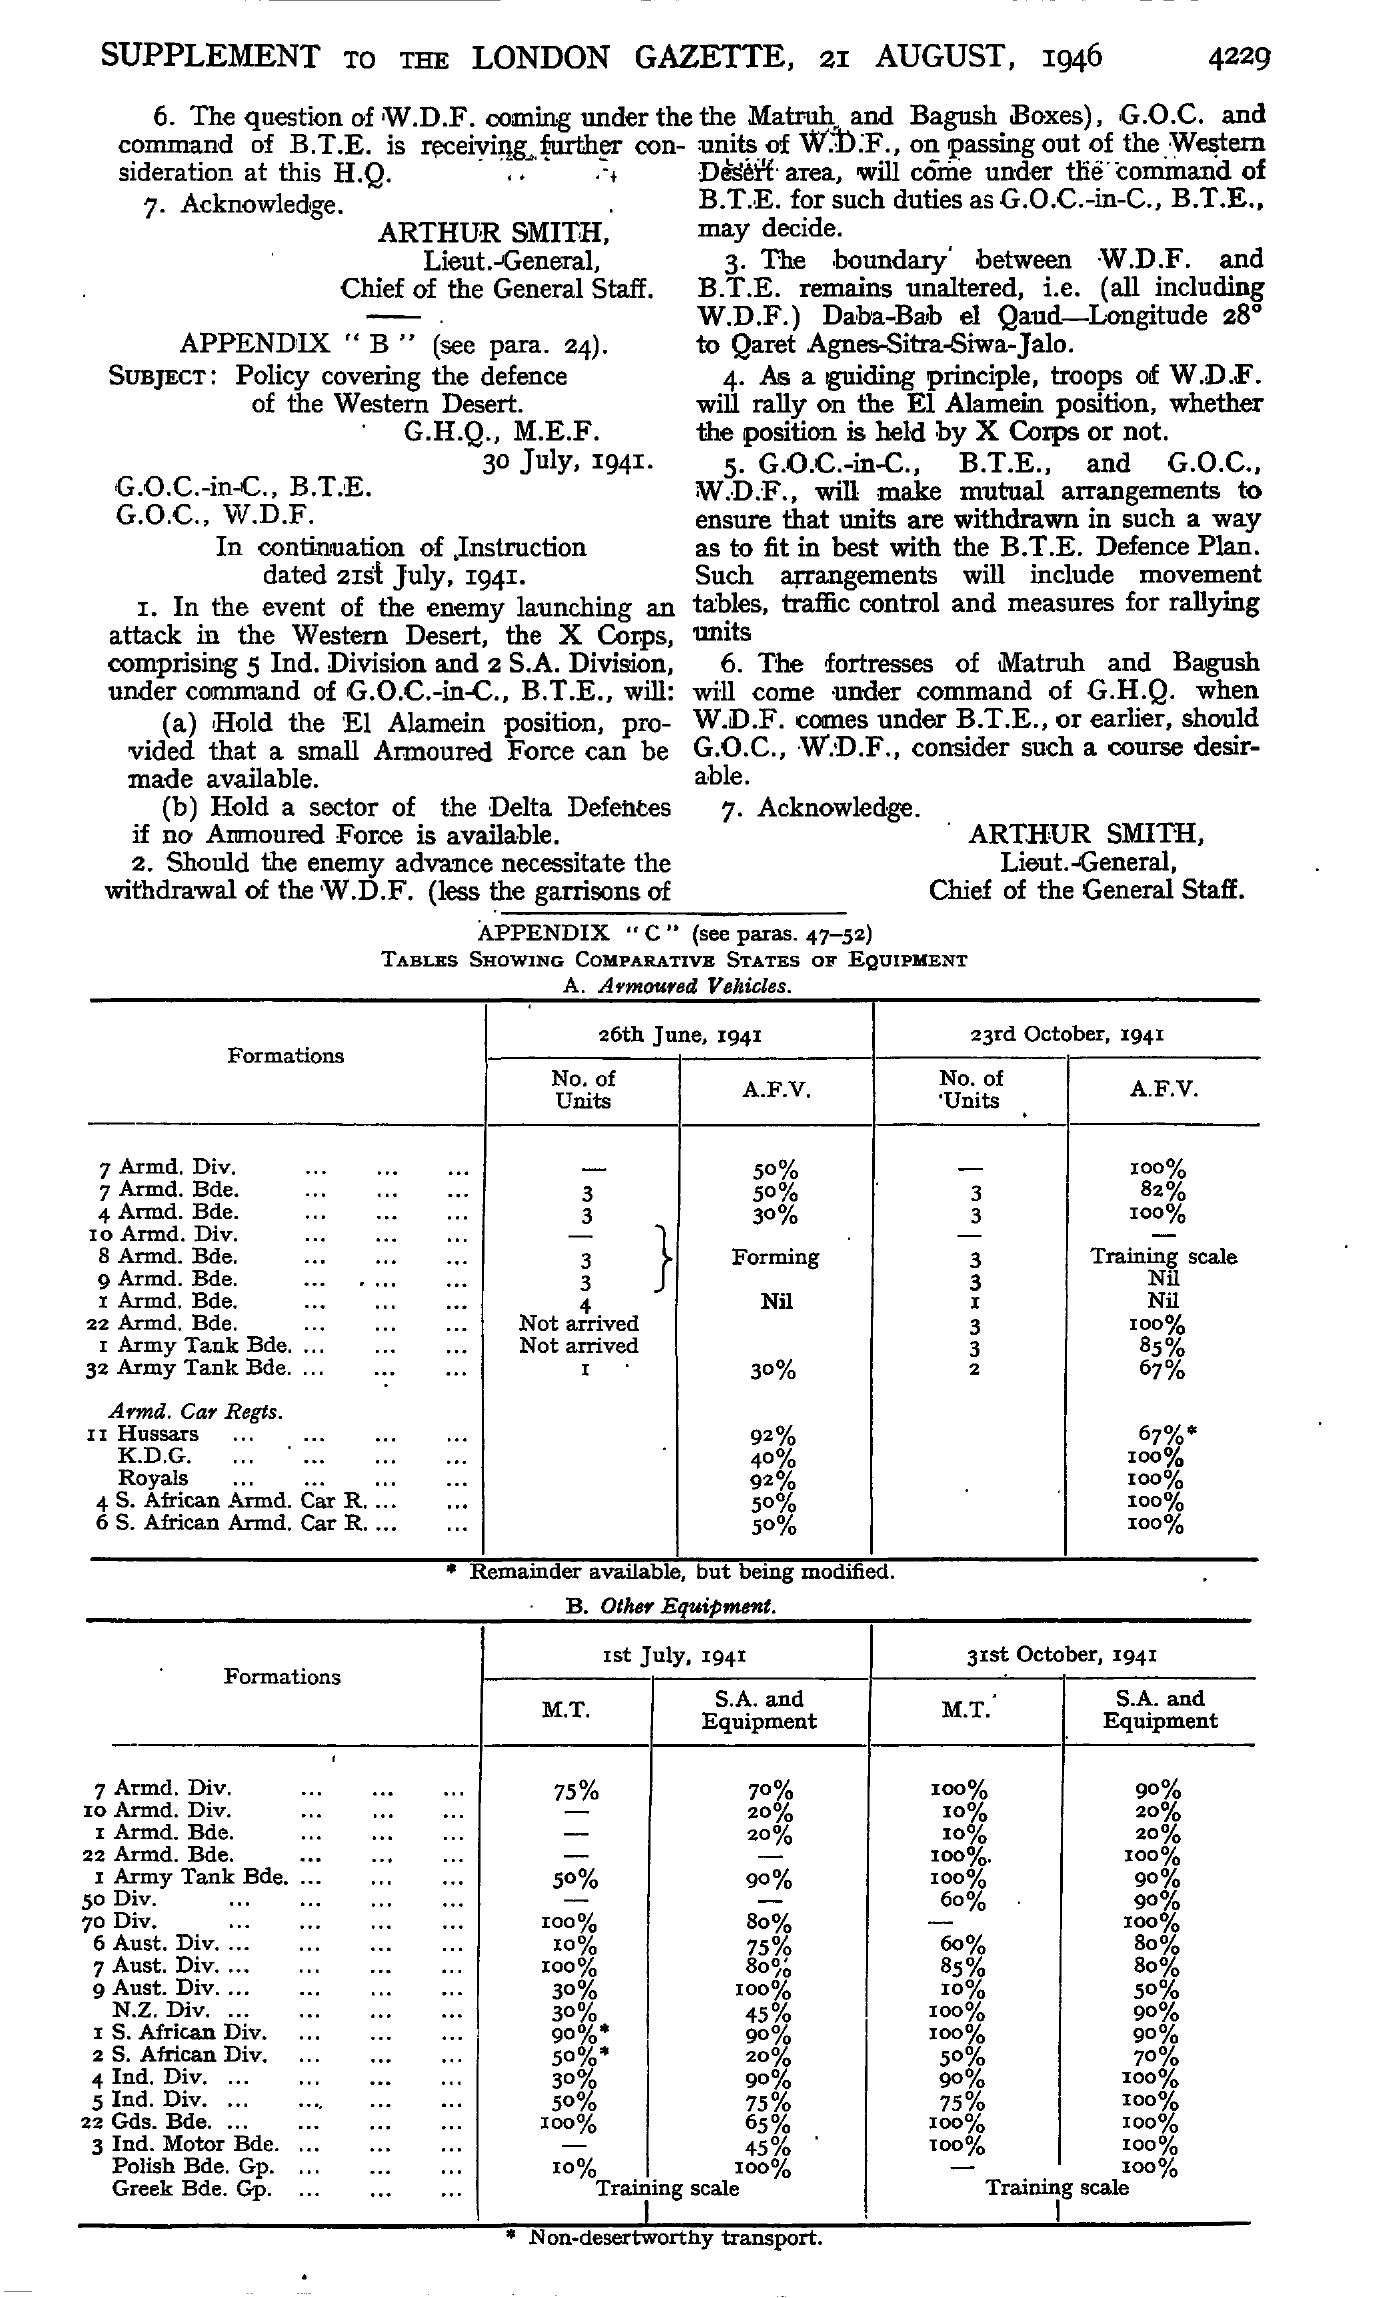 SUPPLEMENT TO THE LONDON GAZETTE, 21 AUGUST, 1946 4229
6. The question of W.D.F. coming under the
command of B.T.E. is receiving further con-
sideration at this H.Q.
7. Acknowledge.
ARTHUR SMITH,
Lieut.-General,
Chief of the General Staff.
APPENDIX "B" (see para. 24).
SUBJECT: Policy covering the defence
of the Western Desert.
G.H.Q., M.E.F.
30 July, 1941.
G.O.C.-in-C., B.T.E.
G.O.C., W.D.F.
In continuation of Instruction
dated 21st July, 1941.
1. In the event of the enemy launching an
attack in the Western Desert, the X Corps,
comprising 5 Ind. Division and 2 S.A. Division,
under command of G.O.C.-in-C., B.T.E., will:
(a) Hold the El Alamein position, pro-
vided that a small Armoured Force can be
made available.
(b) Hold a sector of the Delta Defences
if no Armoured Force is available.
2. Should the enemy advance necessitate the
withdrawal of the W.D.F. (less the garrisons of
the Matruh and Bagush Boxes), G.O.C. and
units of W.D.F., on passing out of the Western
Desert area, will come under the command of
B.T.E. for such duties as G.O.C.-in-C., B.T.E.,
may decide.
3. The boundary between W.D.F. and
B.T.E. remains unaltered, i.e. (all including
W.D.F.) Daba-Bab el Qaud—Longitude 28°
to Qaret Agnes-Sitra-Siwa-Jalo.
4. As a guiding principle, troops of W.D.F.
will rally on the El Alamein position, whether
the position is held by X Corps or not.
5. G.O.C.-in-C., B.T.E., and G.O.C.,
W.D.F., will make mutual arrangements to
ensure that units are withdrawn in such a way
as to fit in best with the B.T.E. Defence Plan.
Such arrangements will include movement
tables, traffic control and measures for rallying
units
6. The fortresses of Matruh and Bagush
will come under command of G.H.Q. when
W.D.F. comes under B.T.E., or earlier, should
G.O.C., W.D.F., consider such a course desir-
able.
7. Acknowledge.
ARTHUR SMITH,
Lieut.-General,
Chief of the General Staff.
APPENDIX "C" (see paras. 47–52)
TABLES SHOWING COMPARATIVE STATES OF EQUIPMENT
A. Armoured Vehicles.
Formations 26th June, 1941 23rd October, 1941
No. of Units A.F.V. No. of Units A.F.V.
7 Armd. Div. ... ... ... — 50% — 100%
7 Armd. Bde. ... ... ... 3 50% 3 82%
4 Armd. Bde. ... ... ... 3 30% 3 100%
10 Armd. Div. ... ... ... — — —
8 Armd. Bde. ... ... ... 3 } Forming 3 Training scale
9 Armd. Bde. ... ... ... 3 3 Nil
1 Armd. Bde. ... ... ... 4 Nil 1 Nil
22 Armd. Bde. ... ... ... Not arrived 3 100%
1 Army Tank Bde. ... ... ... Not arrived 3 85%
32 Army Tank Bde. ... ... ... 1 30% 2 67%
Armd. Car Regts.
11 Hussars ... ... ... ... 92% 67%*
K.D.G. ... ... ... ... 40% 100%
Royals ... ... ... ... 92% 100%
4 S. African Armd. Car R. ... ... 50% 100%
6 S. African Armd. Car R. ... ... 50% 100%
* Remainder available, but being modified.
B. Other Equipment.
Formations 1st July, 1941 31st October, 1941
M.T. S.A. and Equipment M.T. S.A. and Equipment
7 Armd. Div. ... ... ... 75% 70% 100% 90%
10 Armd. Div. ... ... ... — 20% 10% 20%
1 Armd. Bde. ... ... ... — 20% 10% 20%
22 Armd. Bde. ... ... ... — — 100% 100%
1 Army Tank Bde. ... ... ... 50% 90% 100% 90%
50 Div. ... ... ... ... — — 60% 90%
70 Div. ... ... ... ... 100% 80% — 100%
6 Aust. Div. ... ... ... ... 10% 75% 60% 80%
7 Aust. Div. ... ... ... ... 100% 80% 85% 80%
9 Aust. Div. ... ... ... ... 30% 100% 10% 50%
N.Z. Div. ... ... ... ... 30% 45% 100% 90%
1 S. African Div. ... ... ... 90%* 90% 100% 90%
2 S. African Div. ... ... ... 50%* 20% 50% 70%
4 Ind. Div. ... ... ... ... 30% 90% 90% 100%
5 Ind. Div. ... ... ... ... 50% 75% 75% 100%
22 Gds. Bde. ... ... ... ... 100% 65% 100% 100%
3 Ind. Motor Bde. ... ... ... — 45% 100% 100%
Polish Bde. Gp. ... ... ... 10% 100% — 100%
Greek Bde. Gp. ... ... ... Training scale Training scale
* Non-desertworthy transport.